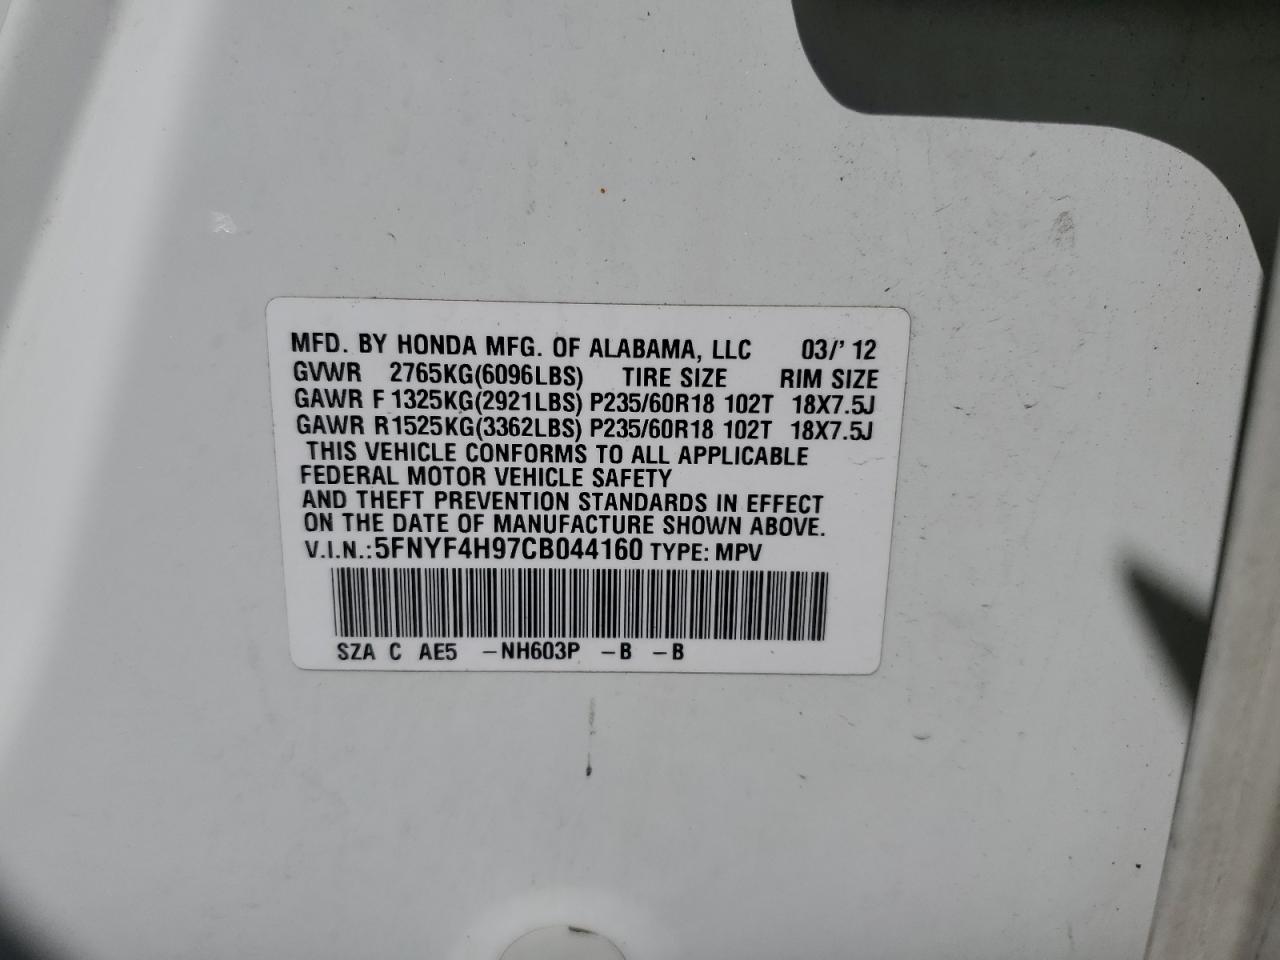 MFD. BY HONDA MFG. OF ALABAMA, LLC 03/' 12
GVWR 2765KG(6096LBS) TIRE SIZE RIM SIZE
GAWR F 1325KG(2921LBS) P235/60R18 102T 18X7.5J
GAWR R1525KG(3362LBS) P235/60R18 102T 18X7.5J
THIS VEHICLE CONFORMS TO ALL APPLICABLE
FEDERAL MOTOR VEHICLE SAFETY
AND THEFT PREVENTION STANDARDS IN EFFECT
ON THE DATE OF MANUFACTURE SHOWN ABOVE.
V.I.N.:5FNYF4H97CB044160 TYPE: MPV
SZA C AE5 -NH603P -B -B